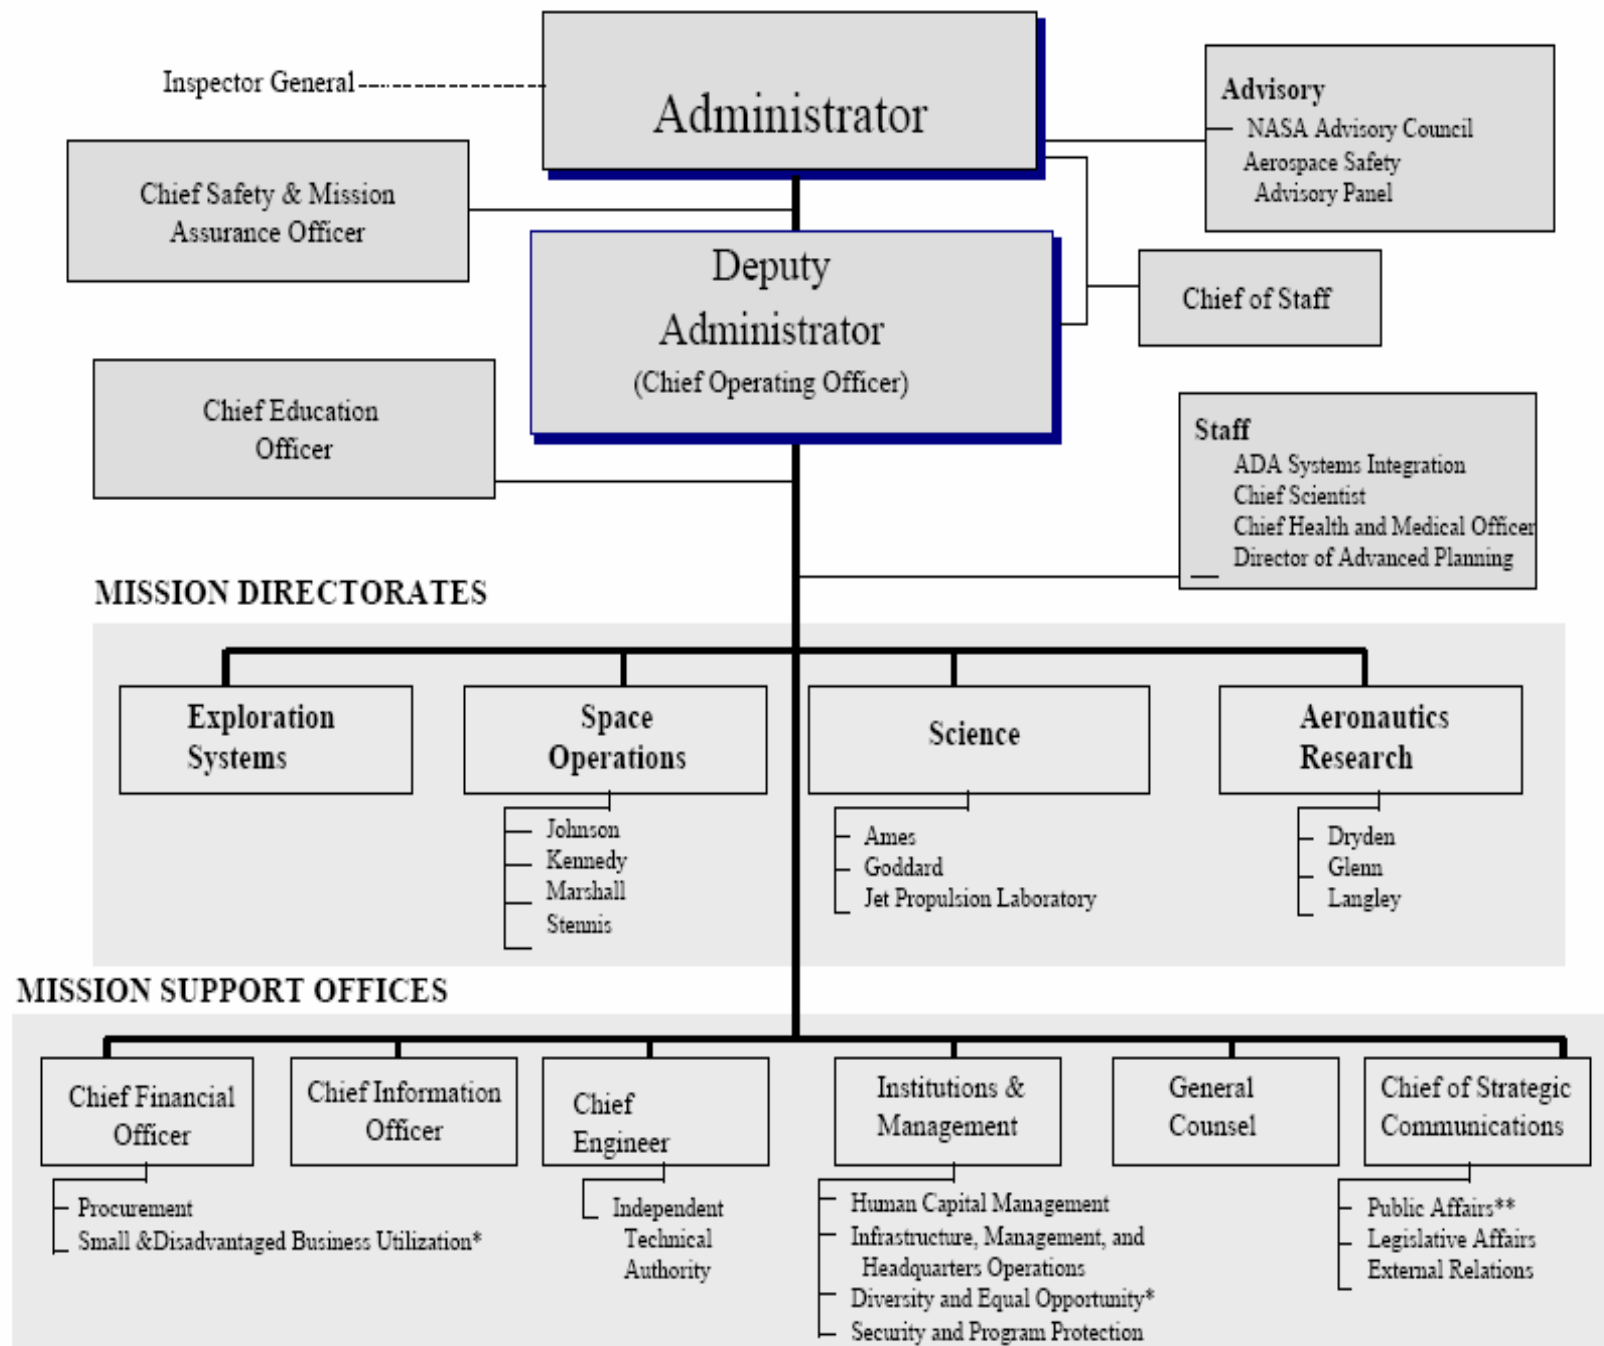 Inspector General
Administrator
Advisory
NASA Advisory Council
Aerospace Safety
Advisory Panel
Chief Safety & Mission
Assurance Officer
Deputy
Administrator
(Chief Operating Officer)
Chief of Staff
Chief Education
Officer
Staff
ADA Systems Integration
Chief Scientist
Chief Health and Medical Officer
Director of Advanced Planning
MISSION DIRECTORATES
Exploration
Systems
Space
Operations
Johnson
Kennedy
Marshall
Stennis
Science
Ames
Goddard
Jet Propulsion Laboratory
Aeronautics
Research
Dryden
Glenn
Langley
MISSION SUPPORT OFFICES
Chief Financial
Officer
Procurement
Small &Disadvantaged Business Utilization*
Chief Information
Officer
Chief
Engineer
Independent
Technical
Authority
Institutions &
Management
Human Capital Management
Infrastructure, Management, and
Headquarters Operations
Diversity and Equal Opportunity*
Security and Program Protection
General
Counsel
Chief of Strategic
Communications
Public Affairs**
Legislative Affairs
External Relations